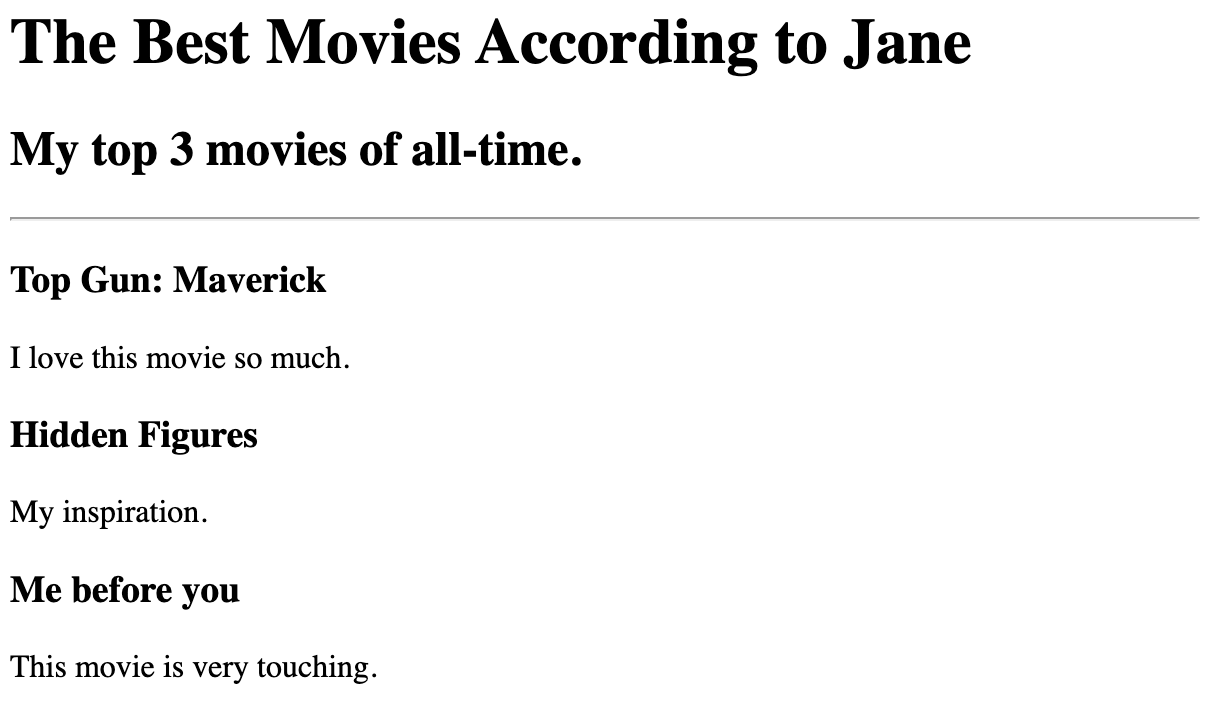 The Best Movies According to Jane
My top 3 movies of all-time.
Top Gun: Maverick
I love this movie so much.
Hidden Figures
My inspiration.
Me before you
This movie is very touching.